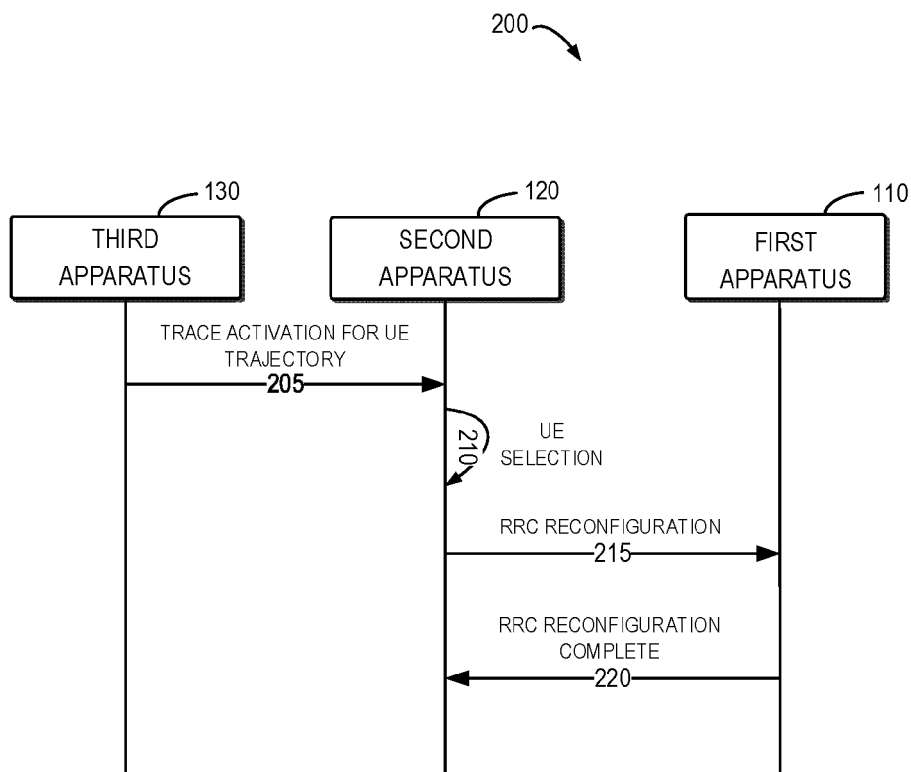 200
130
120
110
THIRD
APPARATUS
SECOND
APPARATUS
FIRST
APPARATUS
TRACE ACTIVATION FOR UE
TRAJECTORY
205
210
UE
SELECTION
RRC RECONFIGURATION
215
RRC RECONFIGURATION
COMPLETE
220